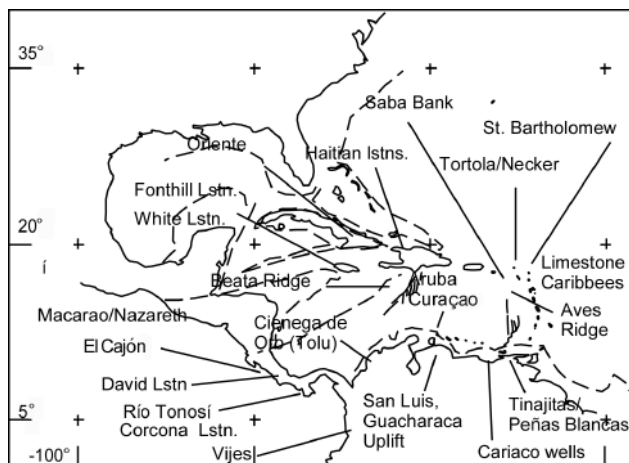 35°
Saba Bank
St. Bartholomew
Oriente
Haitian lstns.
Tortola/Necker
Fonthill Lstn.
White Lstn.
20°
í
Limestone
Caribbees
Beata Ridge
Aruba
Curaçao
Aves
Ridge
Macarao/Nazareth
Ciénega de
Oro (Tolu)
El Cajón
David Lstn
San Luis,
Guacharaca
Uplift
Tinajitas/
Peñas Blancas
Río Tonosí
Corcona Lstn.
5°
Cariaco wells
-100°
Vijes